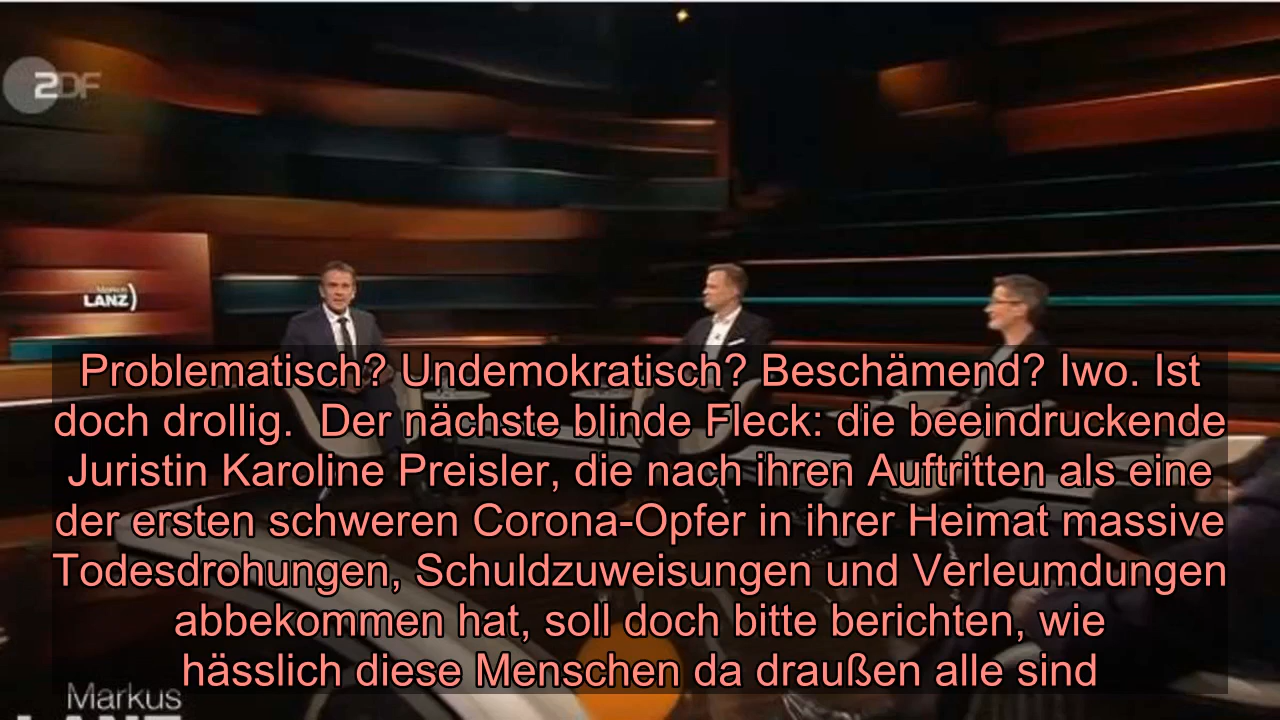 2DF
Markus
LANZ
Problematisch? Undemokratisch? Beschämend? Iwo. Ist
doch drollig.  Der nächste blinde Fleck: die beeindruckende
Juristin Karoline Preisler, die nach ihren Auftritten als eine
der ersten schweren Corona-Opfer in ihrer Heimat massive
Todesdrohungen, Schuldzuweisungen und Verleumdungen
abbekommen hat, soll doch bitte berichten, wie
hässlich diese Menschen da draußen alle sind
Markus
LANZ